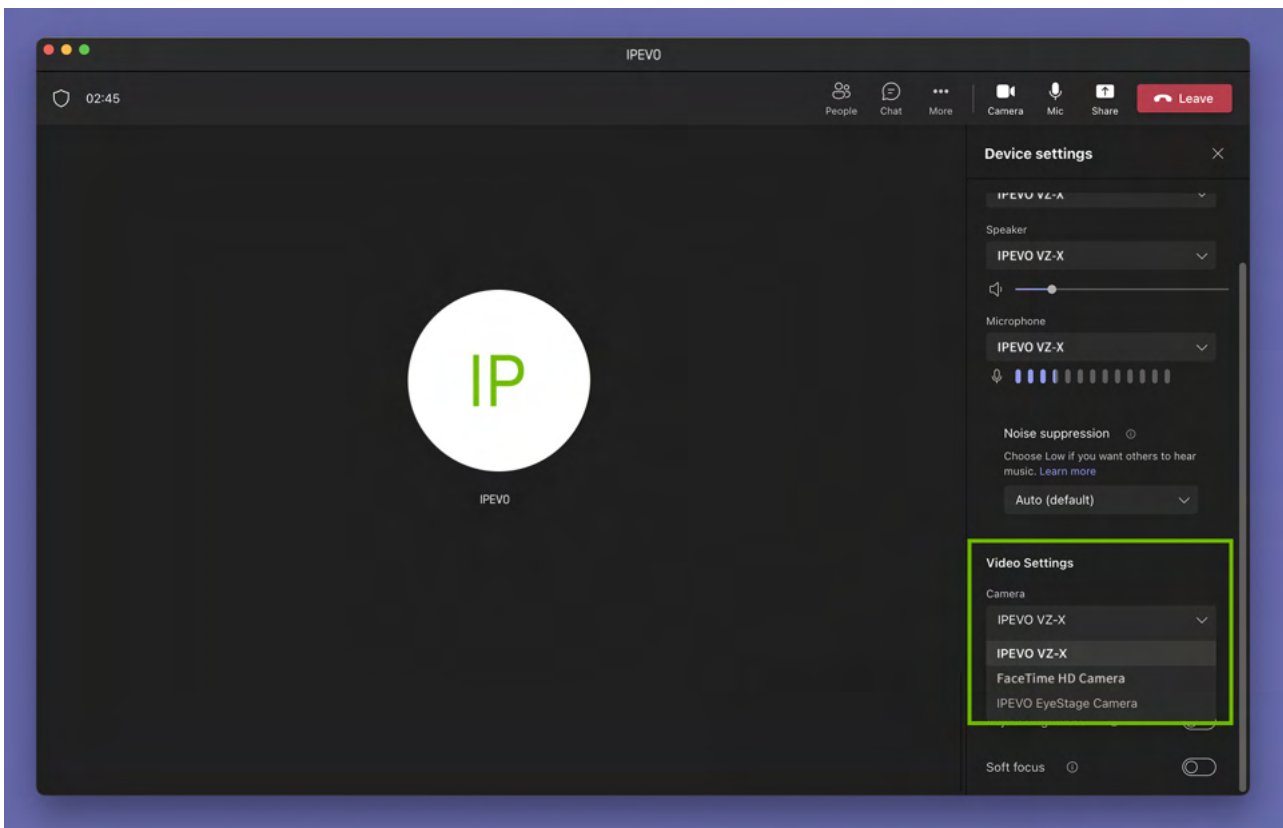 IPEVO
02:45
People
Chat
More
Camera
Mic
Share
Leave
Device settings
IPEVO VZ-X
Speaker
IPEVO VZ-X
Microphone
IPEVO VZ-X
Noise suppression
Choose Low if you want others to hear
music. Learn more
Auto (default)
IP
IPEVO
Video Settings
Camera
IPEVO VZ-X
IPEVO VZ-X
FaceTime HD Camera
IPEVO EyeStage Camera
Soft focus